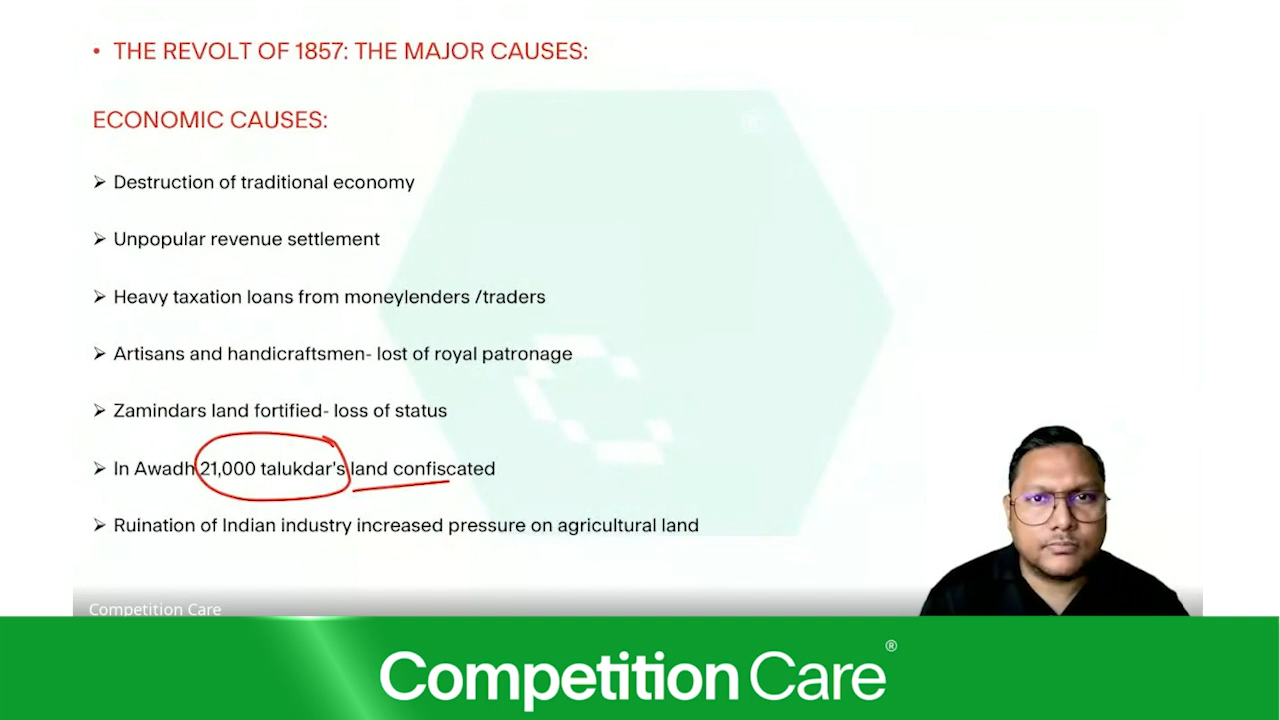 • THE REVOLT OF 1857: THE MAJOR CAUSES:
ECONOMIC CAUSES:
➢ Destruction of traditional economy
➢ Unpopular revenue settlement
➢ Heavy taxation loans from moneylenders /traders
➢ Artisans and handicraftsmen- lost of royal patronage
➢ Zamindars land fortified- loss of status
➢ In Awadh 21,000 talukdar's land confiscated
➢ Ruination of Indian industry increased pressure on agricultural land
Competition Care
Competition Care®